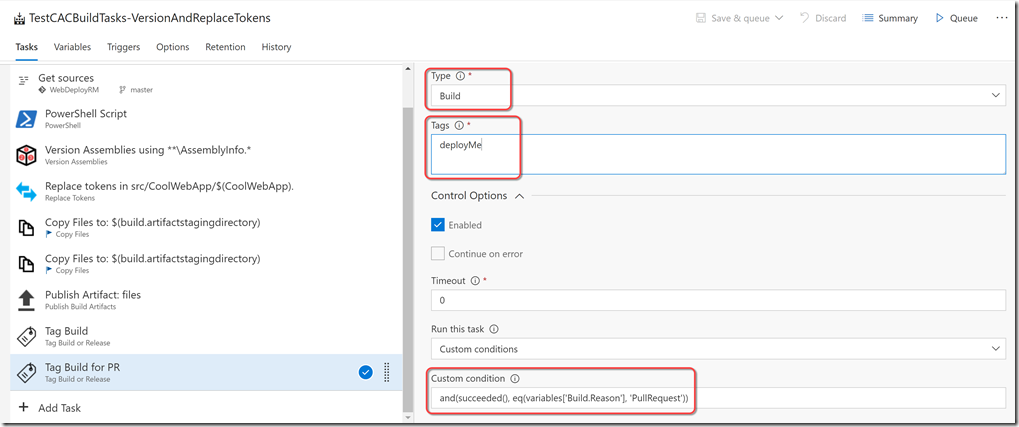 TestCACBuildTasks-VersionAndReplaceTokens
Save & queue Discard Summary Queue ...
Tasks Variables Triggers Options Retention History
Get sources
WebDeployRM master
PowerShell Script
PowerShell
Version Assemblies using **\AssemblyInfo.*
Version Assemblies
Replace tokens in src/CoolWebApp/$(CoolWebApp).
Replace Tokens
Copy Files to: $(build.artifactstagingdirectory)
Copy Files
Copy Files to: $(build.artifactstagingdirectory)
Copy Files
Publish Artifact: files
Publish Build Artifacts
Tag Build
Tag Build or Release
Tag Build for PR
Tag Build or Release
+ Add Task
Type *
Build
Tags *
deployMe
Control Options
Enabled
Continue on error
Timeout *
0
Run this task
Custom conditions
Custom condition
and(succeeded(), eq(variables['Build.Reason'], 'PullRequest'))